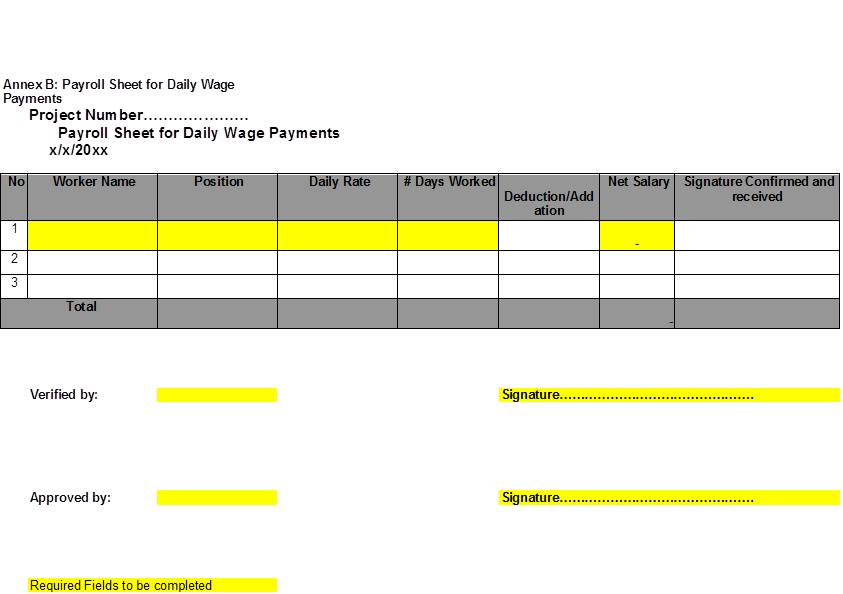 Annex B: Payroll Sheet for Daily Wage
Payments
Project Number.....................
Payroll Sheet for Daily Wage Payments
x/x/20xx
No Worker Name Position Daily Rate # Days Worked Deduction/Add Net Salary Signature Confirmed and
ation received
1 -
2
3
Total -
Verified by: Signature..............................................
Approved by: Signature..............................................
Required Fields to be completed